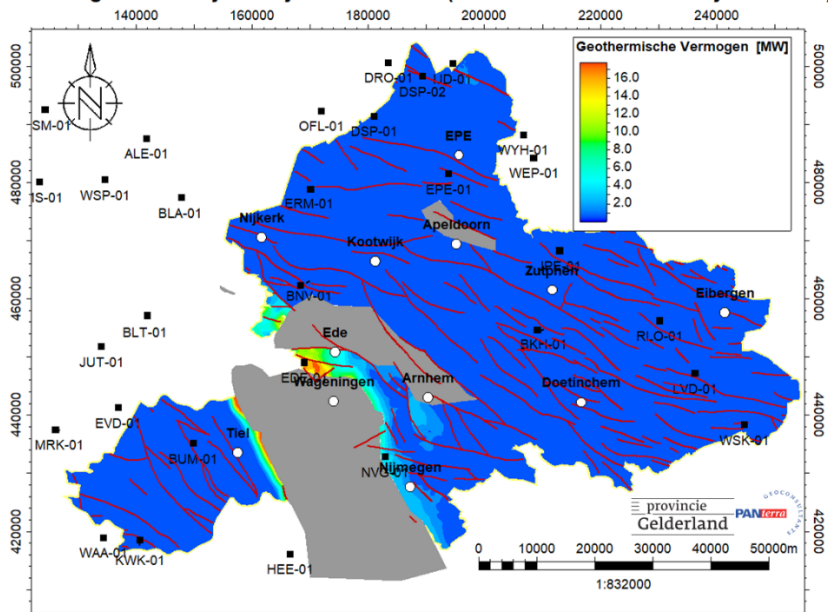 140000 160000 180000 200000 220000 240000
Geothermische Vermogen [MW]
16.0
14.0
12.0
10.0
8.0
6.0
4.0
2.0
500000
480000
460000
440000
420000
N
DRO-01
DSP-02
IJD-01
SM-01
OFL-01
DSP-01
ALE-01
EPE
WYH-01
WEP-01
IS-01
WSP-01
BLA-01
ERM-01
EPE-01
Nijkerk
Apeldoorn
Kootwijk
Zutphen
BNV-01
Eibergen
BLT-01
Ede
RLO-01
JUT-01
EDE-01
Wageningen
Arnhem
Doetinchem
LVD-01
EVD-01
MRK-01
Tiel
BUM-01
WSK-01
NVG-01
Nijmegen
WAA-01
KWK-01
HEE-01
provincie
Gelderland
PANterra
GEOCONSULTANTS
0 10000 20000 30000 40000 50000m
1:832000